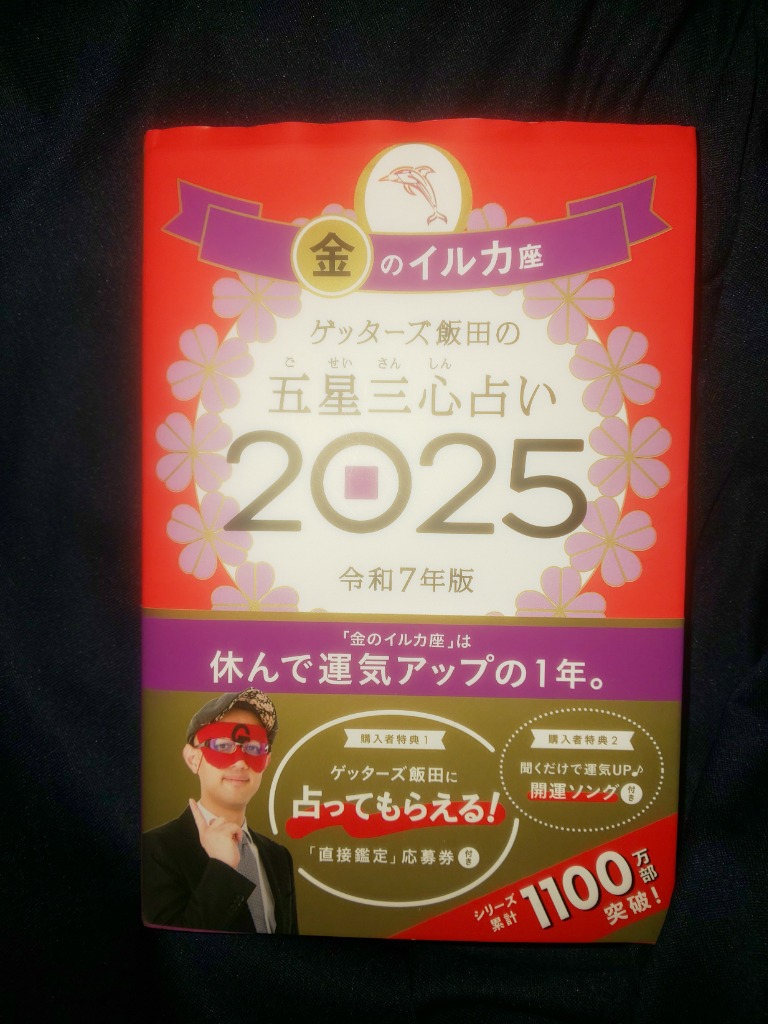 金のイルカ座
ゲッターズ飯田の
ごせいさんしん
五星三心占い
2025
令和7年版
「金のイルカ座」は
休んで運気アップの1年。
G
購入者特典1
ゲッターズ飯田に
占ってもらえる!
「直接鑑定」応募券付き
購入者特典2
聞くだけで運気UP♪
開運ソング付き
シリーズ
累計
1100万部
突破!